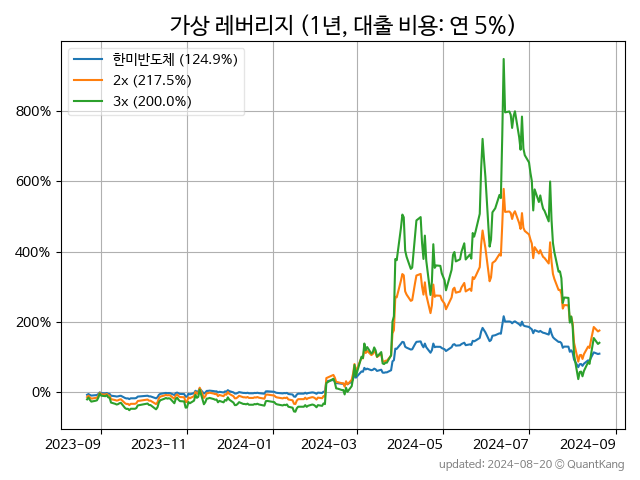 가상 레버리지 (1년, 대출 비용: 연 5%)
한미반도체 (124.9%)
2x (217.5%)
3x (200.0%)
800%
600%
400%
200%
0%
2023-09 2023-11 2024-01 2024-03 2024-05 2024-07 2024-09
updated: 2024-08-20 © QuantKang